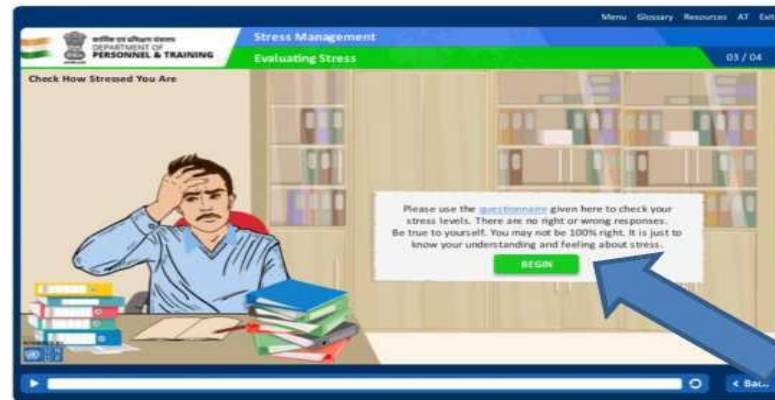 Menu Glossary Resources AT Exit
DEPARTMENT OF
PERSONNEL & TRAINING
Stress Management
Evaluating Stress
03 / 04
Check How Stressed You Are
Please use the questionnaire given here to check your
stress levels. There are no right or wrong responses.
Be true to yourself. You may not be 100% right. It is just to
know your understanding and feeling about stress.
BEGIN